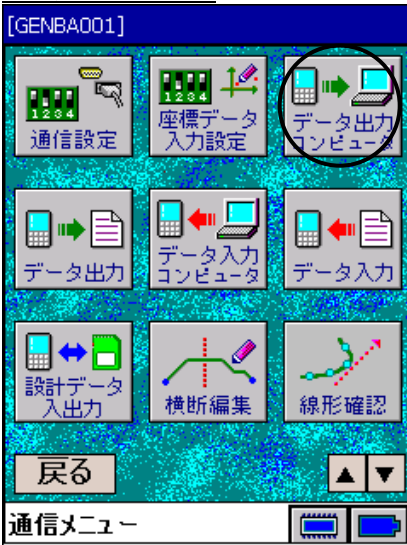 [GENBA001]
1234
通信設定
1234
座標データ
入力設定
データ出力
コンピュータ
データ出力
データ入力
コンピュータ
データ入力
設計データ
入出力
横断編集
線形確認
戻る
▲ ▼
通信メニュー